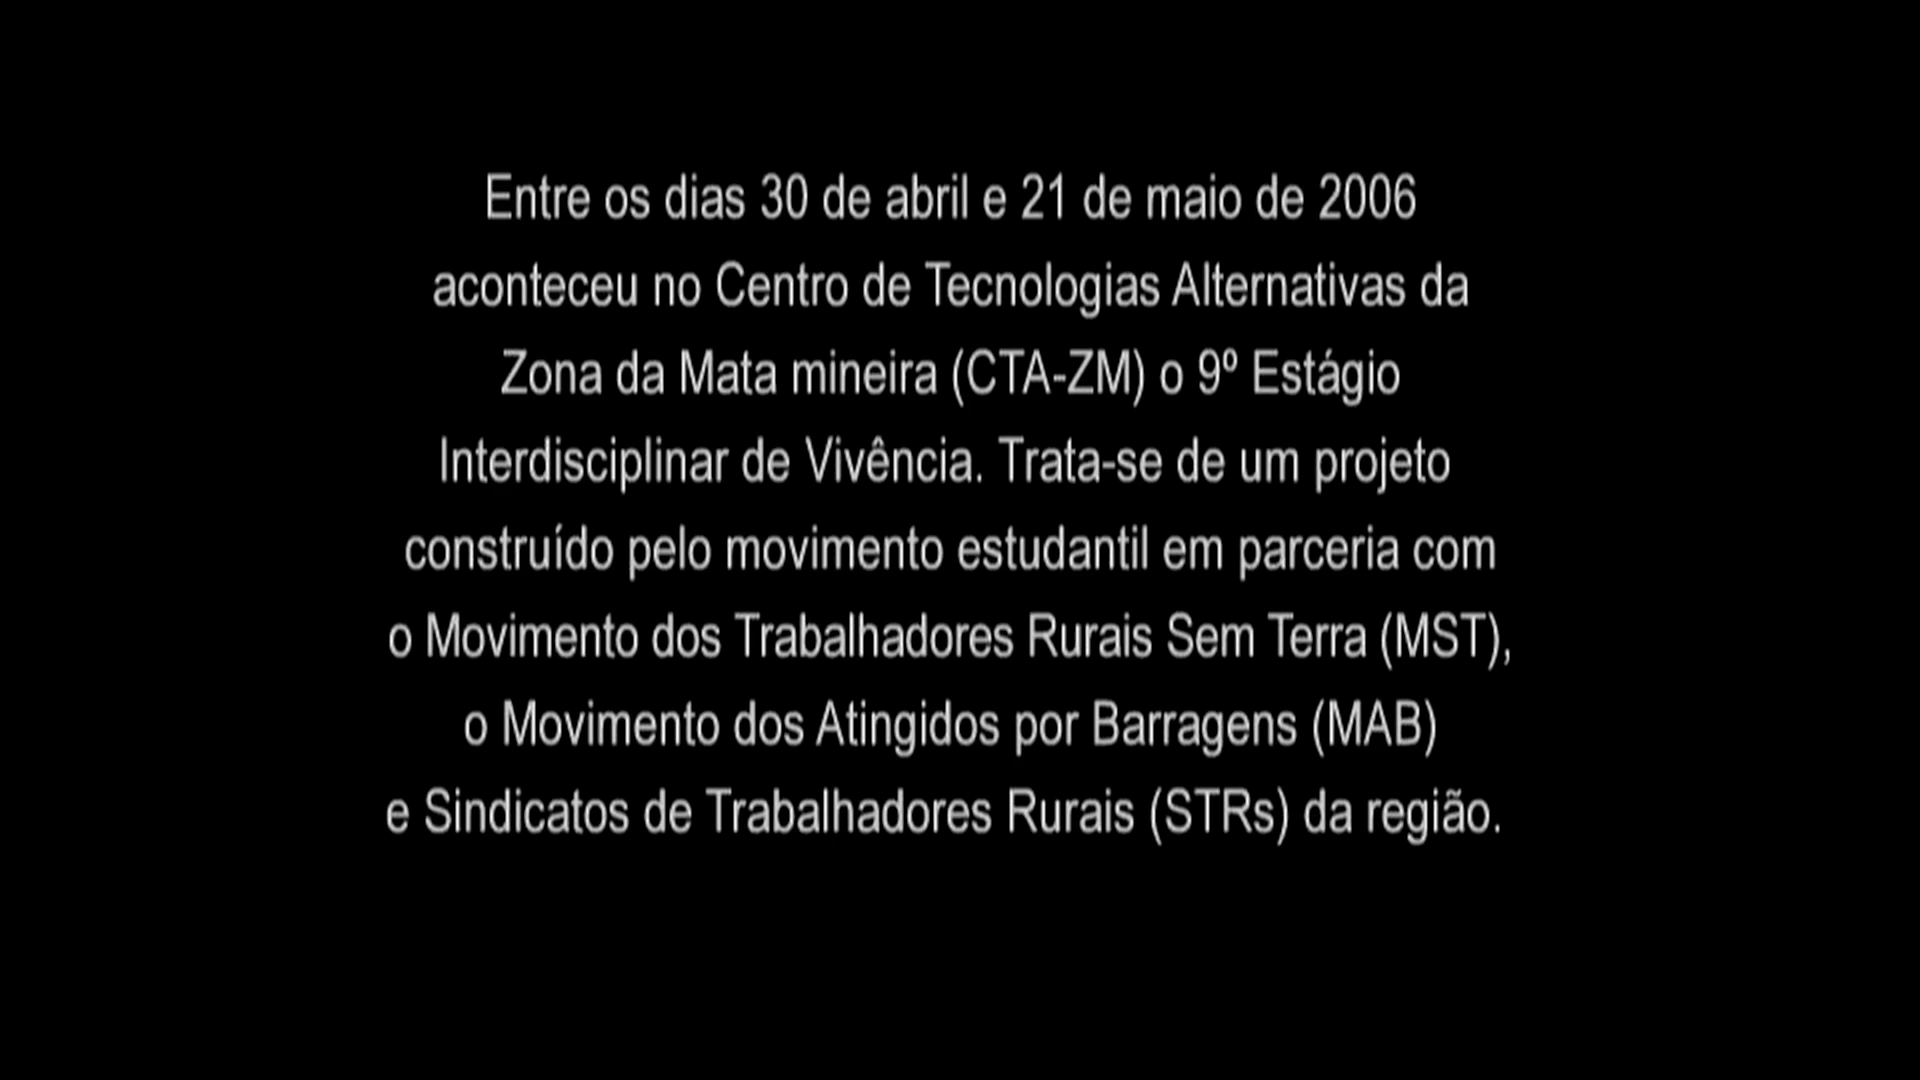 Entre os dias 30 de abril e 21 de maio de 2006
aconteceu no Centro de Tecnologias Alternativas da
Zona da Mata mineira (CTA-ZM) o 9º Estágio
Interdisciplinar de Vivência. Trata-se de um projeto
construído pelo movimento estudantil em parceria com
o Movimento dos Trabalhadores Rurais Sem Terra (MST),
o Movimento dos Atingidos por Barragens (MAB)
e Sindicatos de Trabalhadores Rurais (STRs) da região.